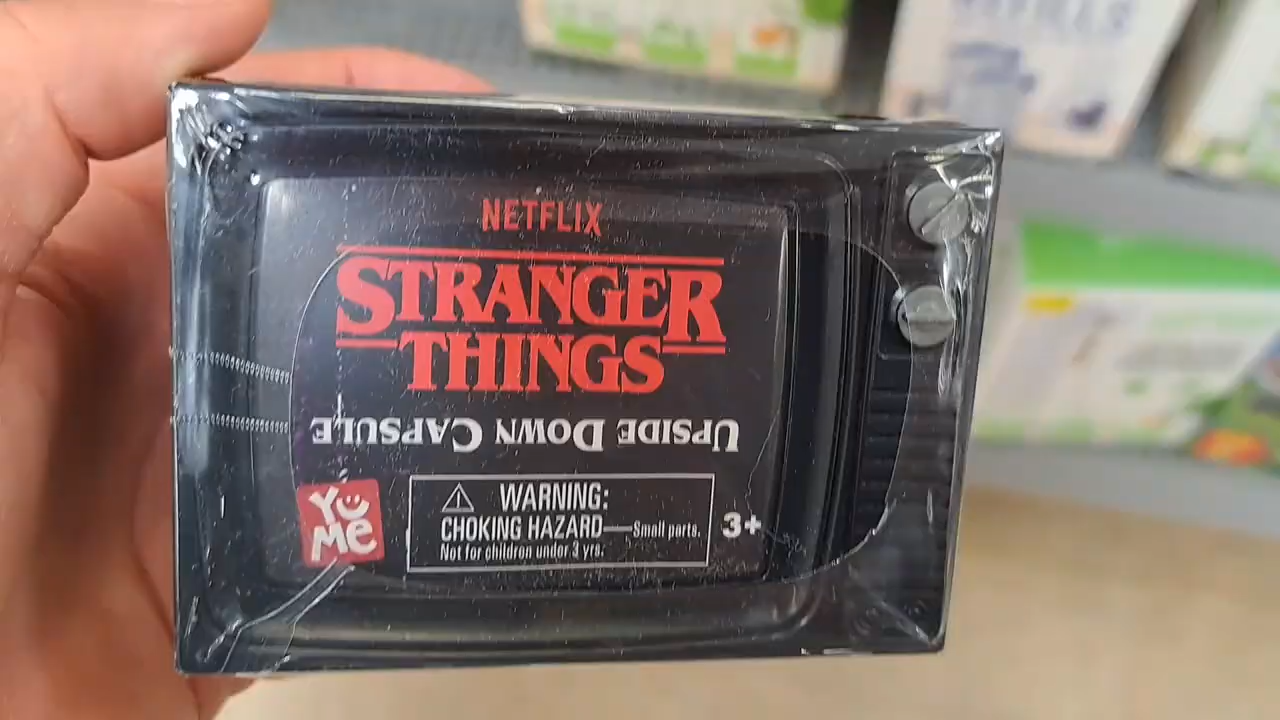 NETFLIX
STRANGER
THINGS
UPSIDE DOWN CAPSULE
YuMe
WARNING:
CHOKING HAZARD—Small parts.
Not for children under 3 yrs.
3+